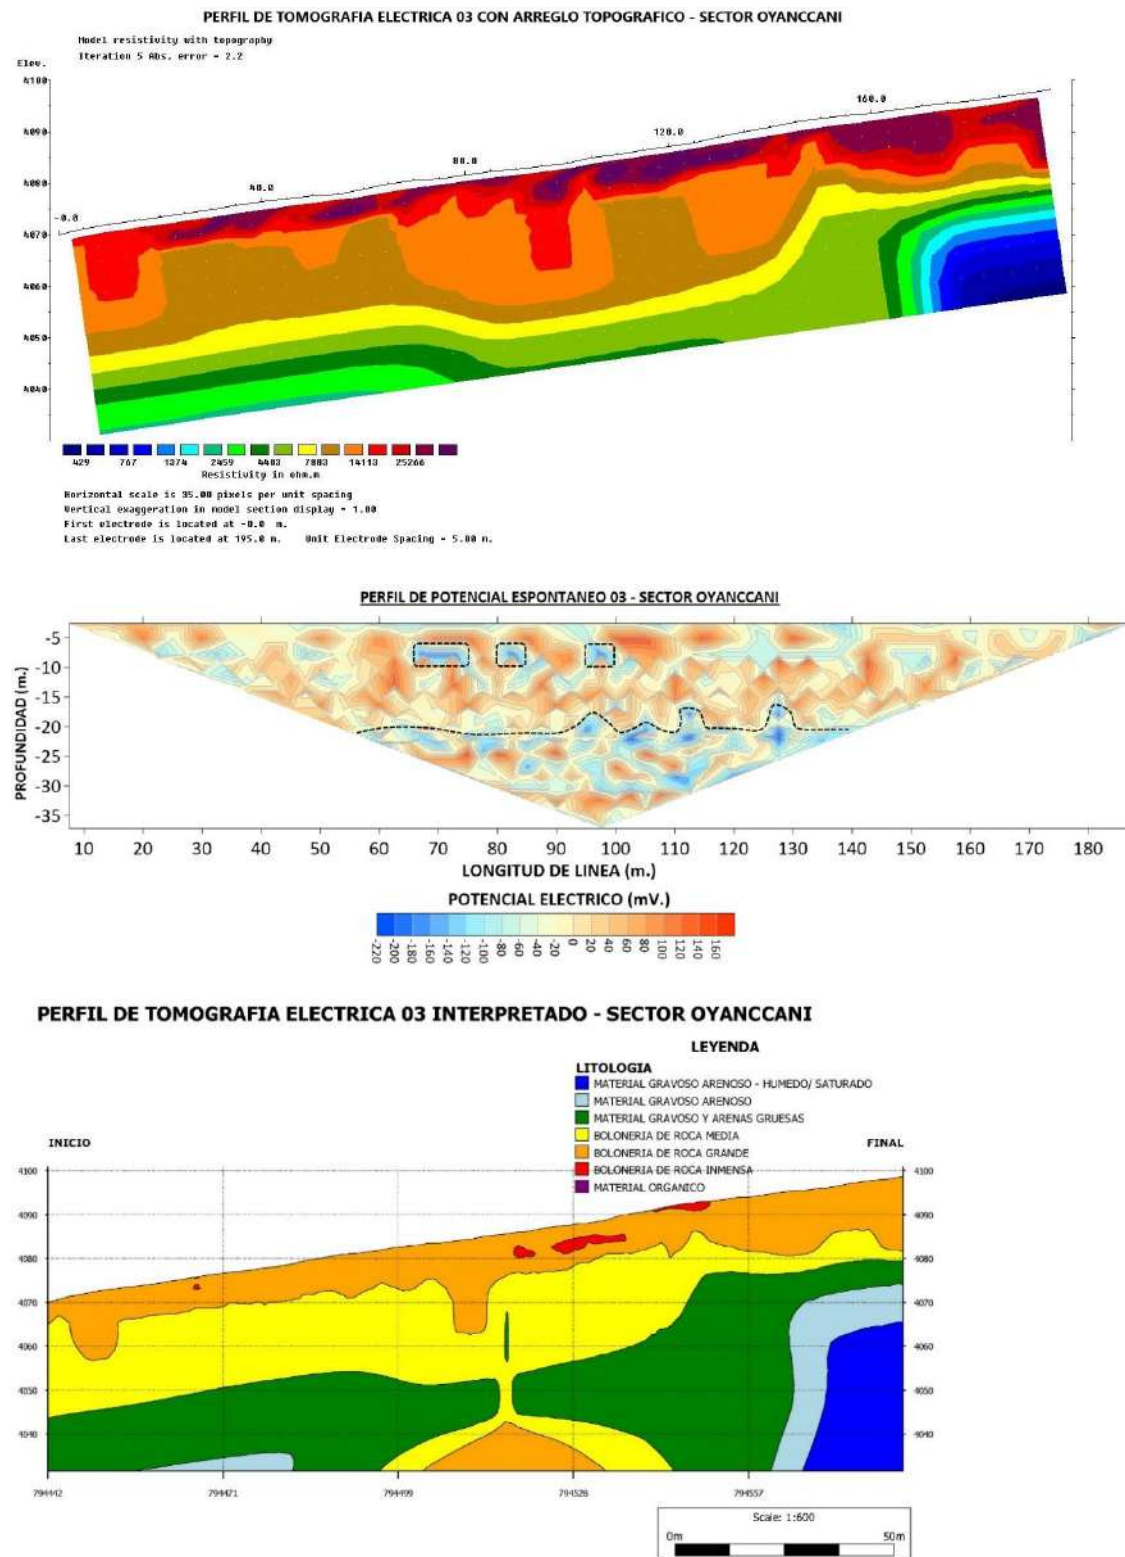 PERFIL DE TOMOGRAFIA ELECTRICA 03 CON ARREGLO TOPOGRAFICO - SECTOR OYANCCANI
Model resistivity with topography
Iteration 5 Abs. error = 2.2
Elev.
4100
4090
4080
4070
4060
4050
4040
-0.0
40.0
80.0
120.0
160.0
429 767 1374 2459 4403 7883 14113 25266
Resistivity in ohm.m
Horizontal scale is 35.00 pixels per unit spacing
Vertical exaggeration in model section display = 1.00
First electrode is located at -0.0 m.
Last electrode is located at 195.0 m. Unit Electrode Spacing = 5.00 m.
PERFIL DE POTENCIAL ESPONTANEO 03 - SECTOR OYANCCANI
PROFUNDIDAD (m.)
-5
-10
-15
-20
-25
-30
-35
10 20 30 40 50 60 70 80 90 100 110 120 130 140 150 160 170 180
LONGITUD DE LINEA (m.)
POTENCIAL ELECTRICO (mV.)
-220 -200 -180 -160 -140 -120 -100 -80 -60 -40 -20 0 20 40 60 80 100 120 140 160
PERFIL DE TOMOGRAFIA ELECTRICA 03 INTERPRETADO - SECTOR OYANCCANI
LEYENDA
LITOLOGIA
MATERIAL GRAVOSO ARENOSO - HUMEDO/ SATURADO
MATERIAL GRAVOSO ARENOSO
MATERIAL GRAVOSO Y ARENAS GRUESAS
BOLONERIA DE ROCA MEDIA
BOLONERIA DE ROCA GRANDE
BOLONERIA DE ROCA INMENSA
MATERIAL ORGANICO
INICIO FINAL
4100 4100
4090 4090
4080 4080
4070 4070
4060 4060
4050 4050
4040 4040
794442 794471 794499 794528 794557
Scale: 1:600
0m 50m